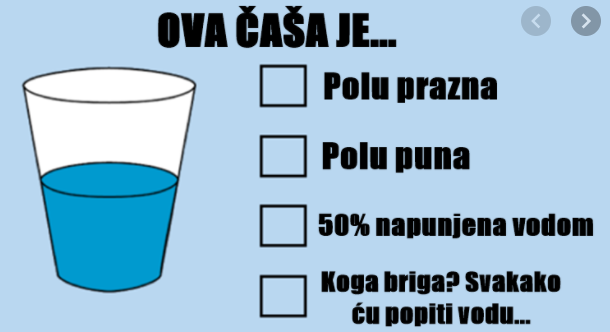 OVA ČAŠA JE...
Polu prazna
Polu puna
50% napunjena vodom
Koga briga? Svakako
ću popiti vodu...